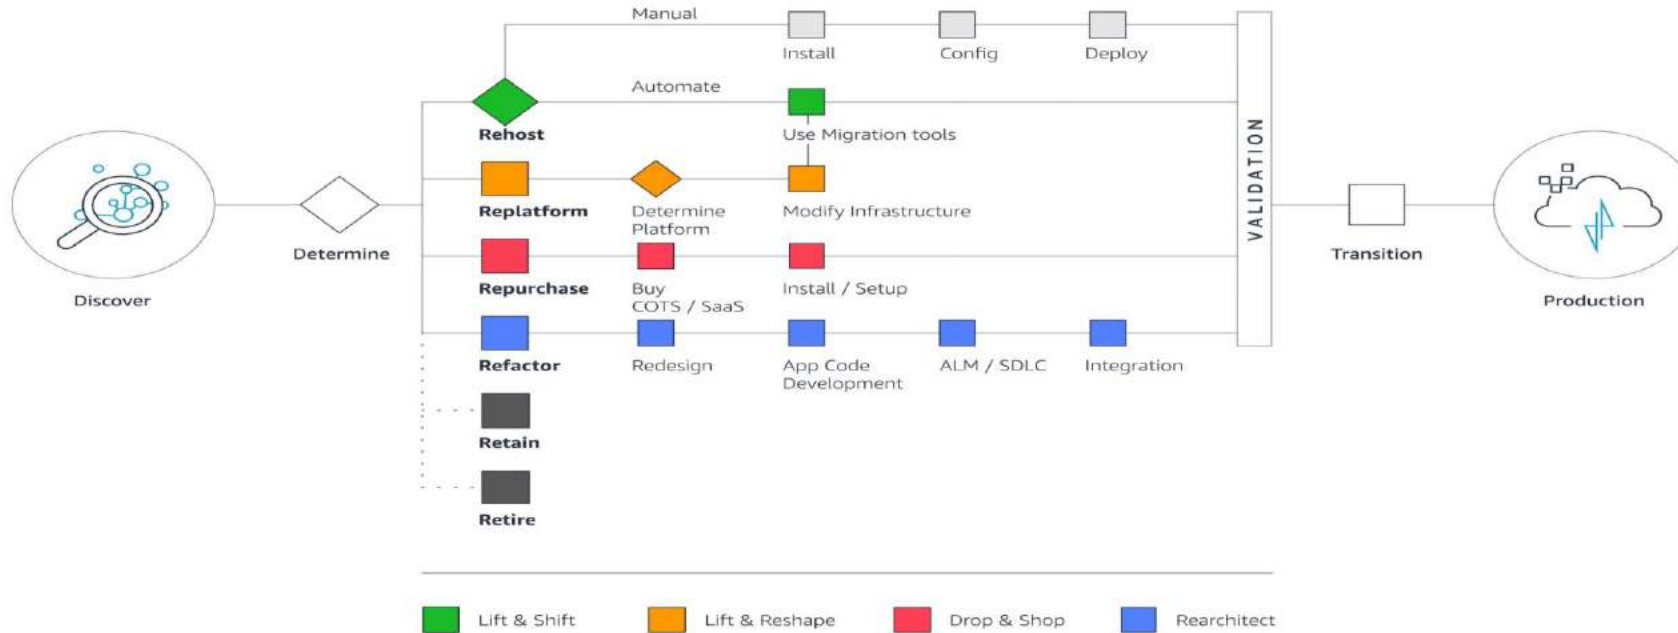 Manual
Install
Config
Deploy
Automate
Rehost
Use Migration tools
Replatform
Determine
Platform
Modify Infrastructure
Repurchase
Buy
COTS / SaaS
Install / Setup
Refactor
Redesign
App Code
Development
ALM / SDLC
Integration
Retain
Retire
Discover
Determine
VALIDATION
Transition
Production
Lift & Shift
Lift & Reshape
Drop & Shop
Rearchitect